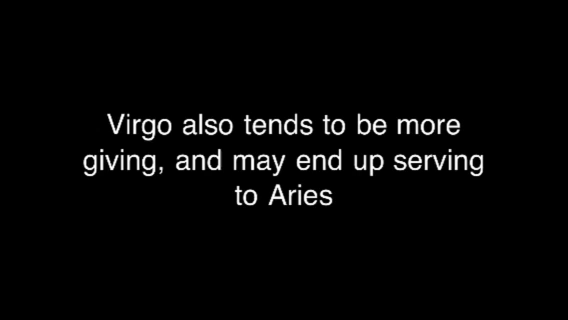 Virgo also tends to be more
giving, and may end up serving
to Aries